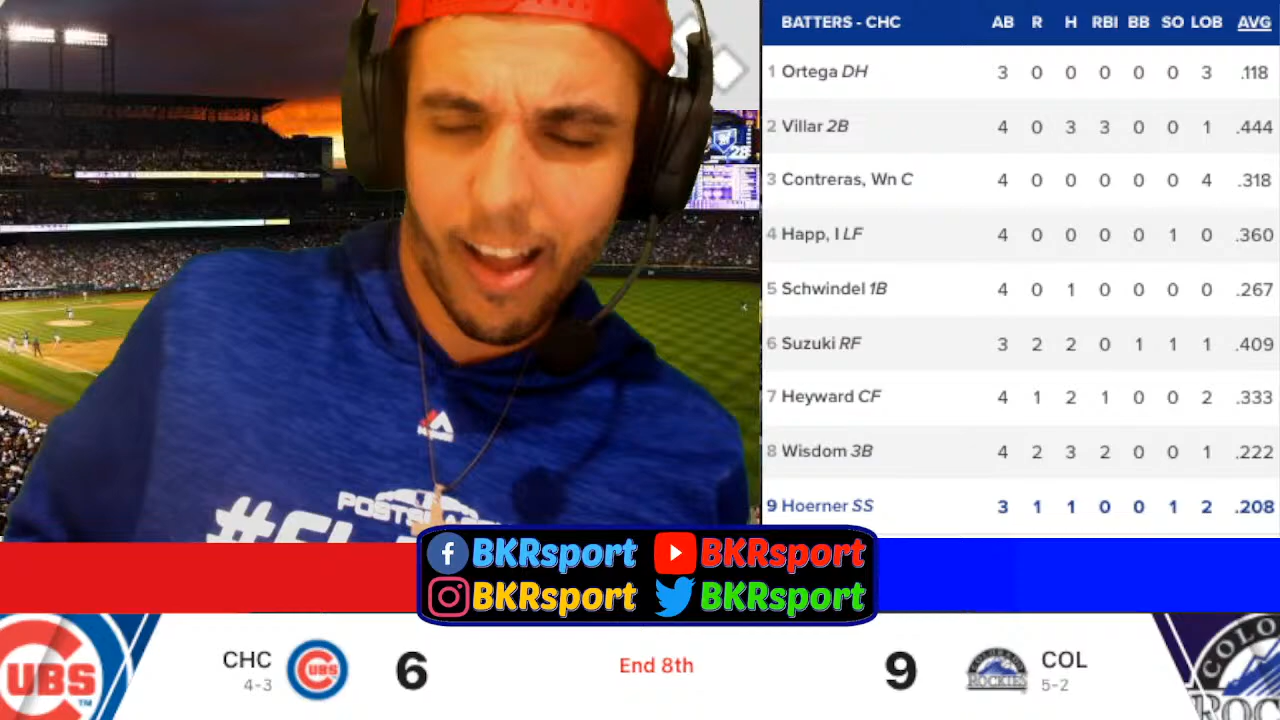 BATTERS - CHC AB R H RBI BB SO LOB AVG
1 Ortega DH 3 0 0 0 0 0 3 .118
2 Villar 2B 4 0 3 3 0 0 1 .444
3 Contreras, Wn C 4 0 0 0 0 0 4 .318
4 Happ, I LF 4 0 0 0 0 1 0 .360
5 Schwindel 1B 4 0 1 0 0 0 0 .267
6 Suzuki RF 3 2 2 0 1 1 1 .409
7 Heyward CF 4 1 2 1 0 0 2 .333
8 Wisdom 3B 4 2 3 2 0 0 1 .222
9 Hoerner SS 3 1 1 0 0 1 2 .208
28
BKRsport BKRsport
BKRsport BKRsport
UBS
TM
CHC
4-3
UBS
6
End 8th
9
COLORADO
ROCKIES
COL
5-2